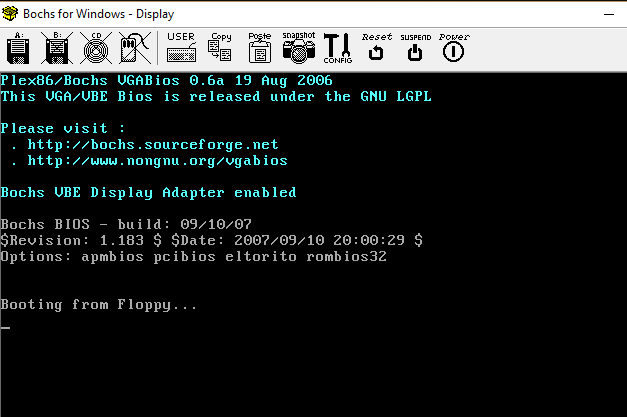 Bochs for Windows - Display
A: B: CD USER Copy Paste snapshot CONFIG Reset SUSPEND Power
Plex86/Bochs VGABios 0.6a 19 Aug 2006
This VGA/VBE Bios is released under the GNU LGPL
Please visit :
. http://bochs.sourceforge.net
. http://www.nongnu.org/vgabios
Bochs VBE Display Adapter enabled
Bochs BIOS - build: 09/10/07
$Revision: 1.183 $ $Date: 2007/09/10 20:00:29 $
Options: apmbios pcibios eltorito rombios32
Booting from Floppy...
_